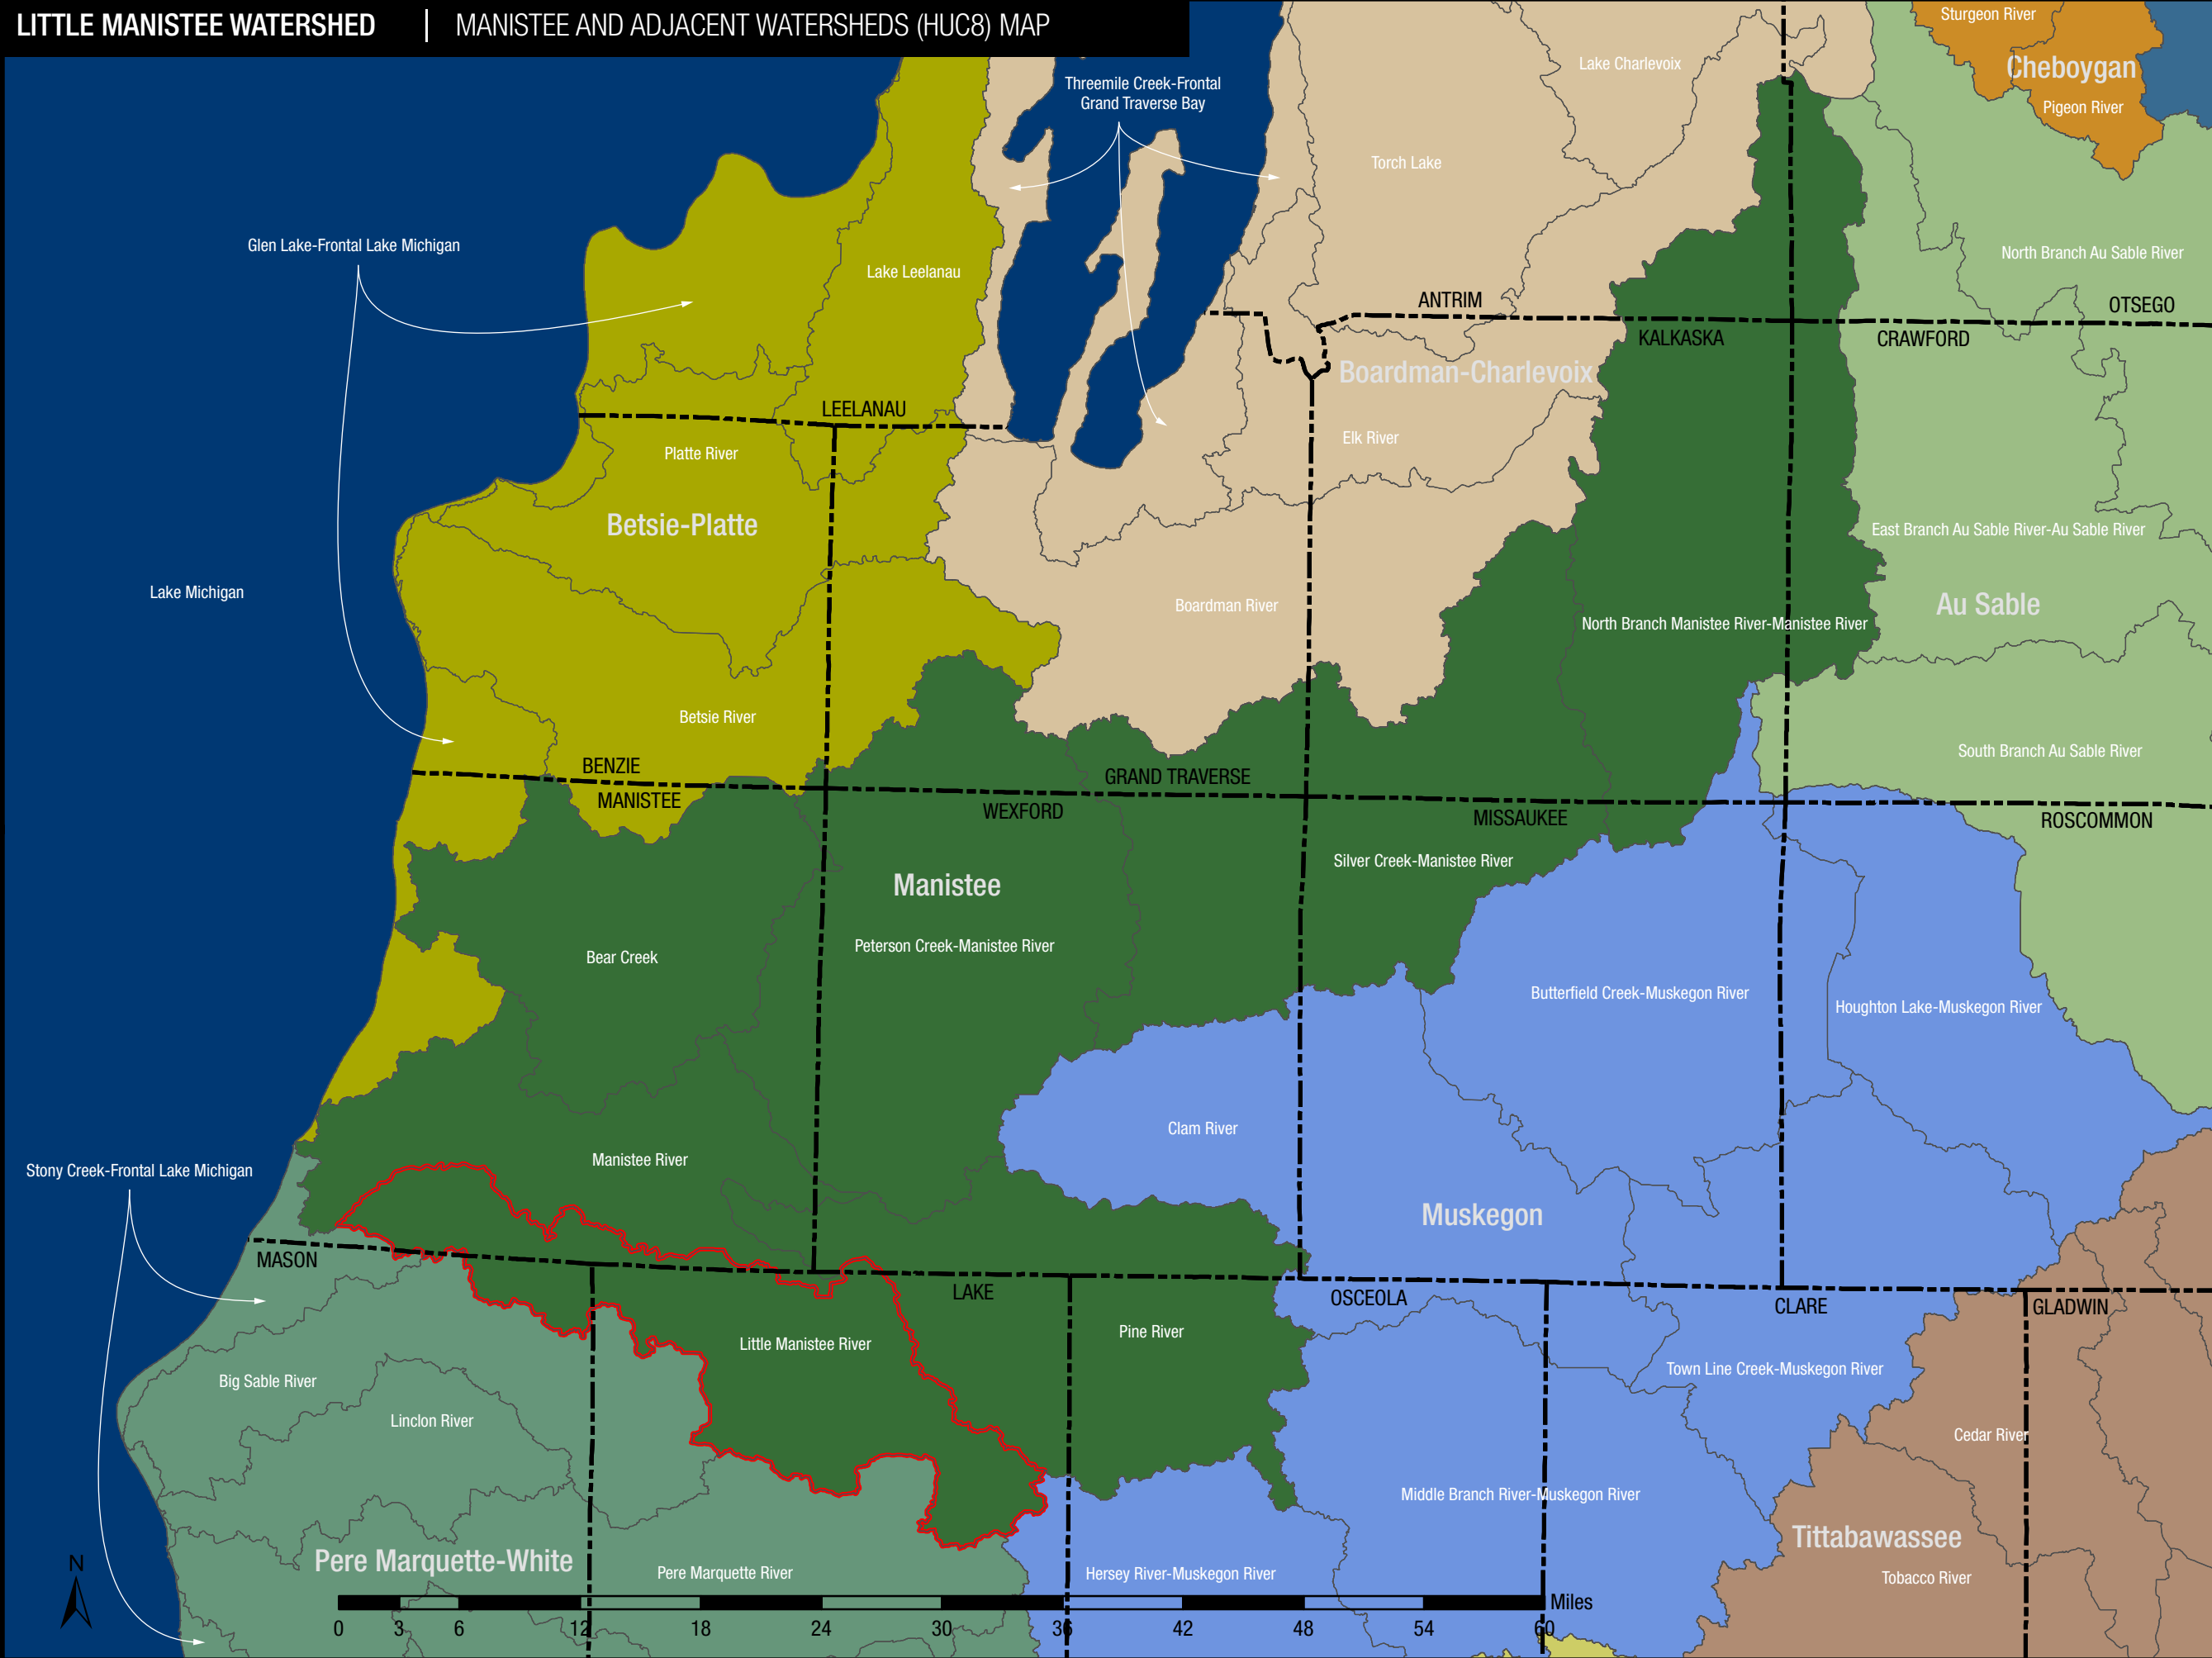 LITTLE MANISTEE WATERSHED | MANISTEE AND ADJACENT WATERSHEDS (HUC8) MAP
Sturgeon River
Cheboygan
Pigeon River
Lake Charlevoix
Threemile Creek-Frontal
Grand Traverse Bay
Torch Lake
Glen Lake-Frontal Lake Michigan
Lake Leelanau
North Branch Au Sable River
ANTRIM
OTSEGO
KALKASKA
CRAWFORD
Boardman-Charlevoix
LEELANAU
Platte River
Elk River
Betsie-Platte
East Branch Au Sable River-Au Sable River
Lake Michigan
Boardman River
Au Sable
North Branch Manistee River-Manistee River
Betsie River
South Branch Au Sable River
BENZIE
GRAND TRAVERSE
MANISTEE
WEXFORD
MISSAUKEE
ROSCOMMON
Silver Creek-Manistee River
Manistee
Peterson Creek-Manistee River
Bear Creek
Butterfield Creek-Muskegon River
Houghton Lake-Muskegon River
Clam River
Manistee River
Stony Creek-Frontal Lake Michigan
Muskegon
MASON
LAKE
OSCEOLA
CLARE
GLADWIN
Pine River
Little Manistee River
Town Line Creek-Muskegon River
Big Sable River
Linclon River
Cedar River
Middle Branch River-Muskegon River
Tittabawassee
Pere Marquette-White
Pere Marquette River
Hersey River-Muskegon River
Tobacco River
N
Miles
0 3 6 12 18 24 30 36 42 48 54 60